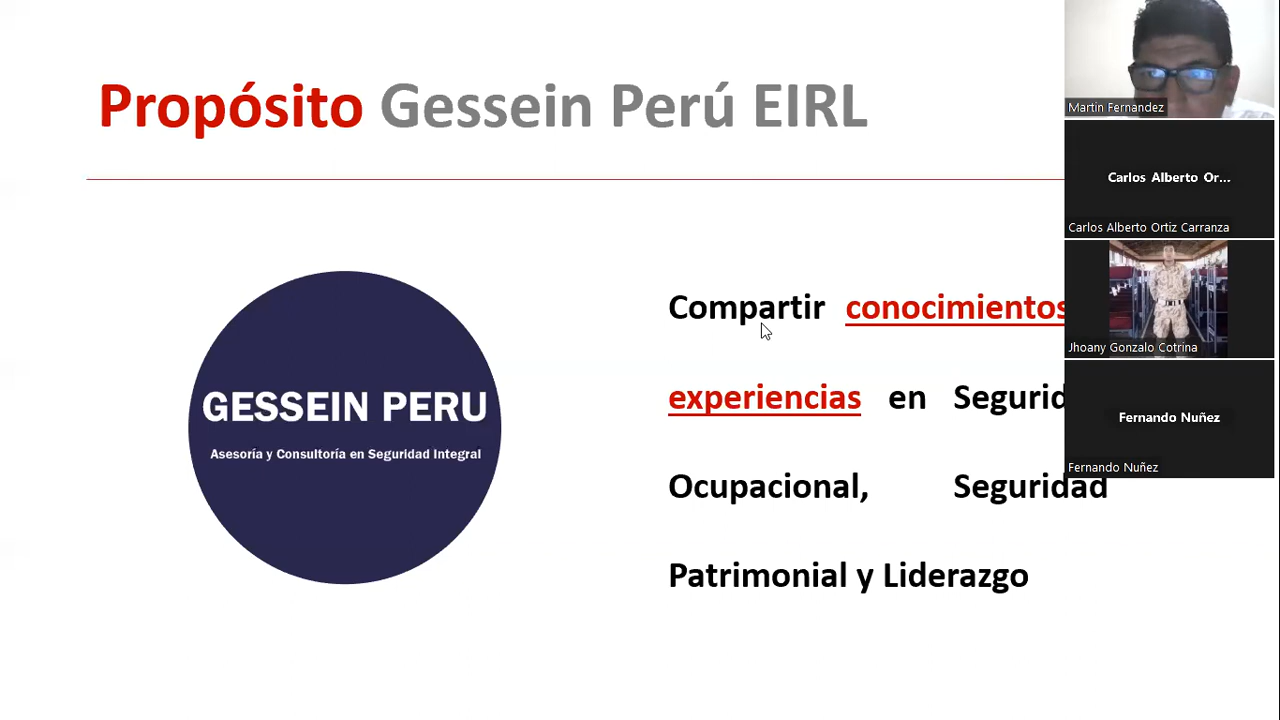 Propósito Gessein Perú EIRL
GESSEIN PERU
Asesoría y Consultoría en Seguridad Integral
Compartir conocimientos
experiencias en
Ocupacional, Seguridad
Patrimonial y Liderazgo
Martin Fernandez
Carlos Alberto Or...
Carlos Alberto Ortiz Carranza
Jhoany Gonzalo Cotrina
Fernando Nuñez
Fernando Nuñez